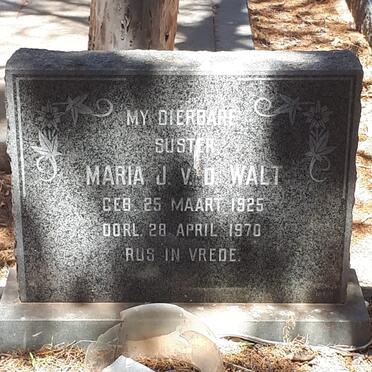 MY DIERBARE
SUSTER
MARIA J. V. D. WALT
GEB. 25 MAART 1925
OORL. 28 APRIL 1970
RUS IN VREDE.